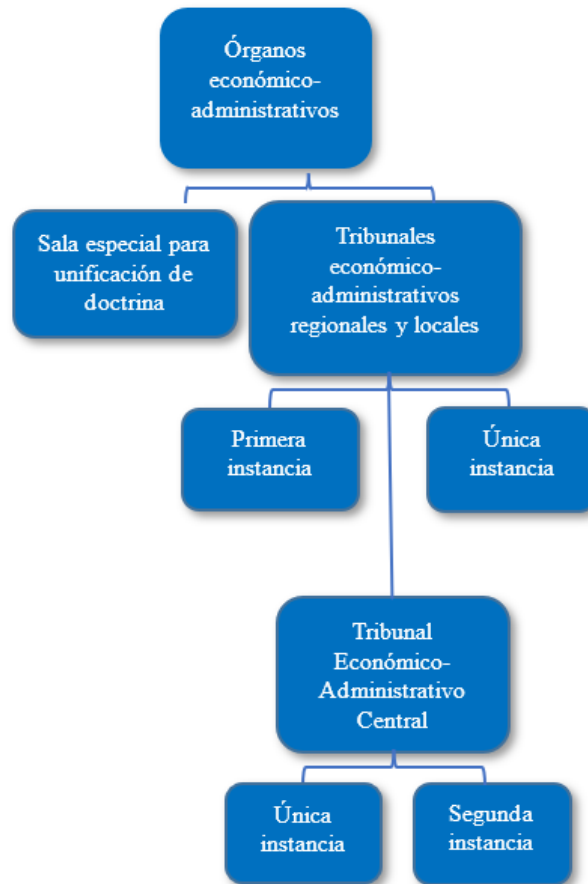 Órganos
económico-
administrativos
Sala especial para
unificación de
doctrina
Tribunales
económico-
administrativos
regionales y locales
Primera
instancia
Única
instancia
Tribunal
Económico-
Administrativo
Central
Única
instancia
Segunda
instancia